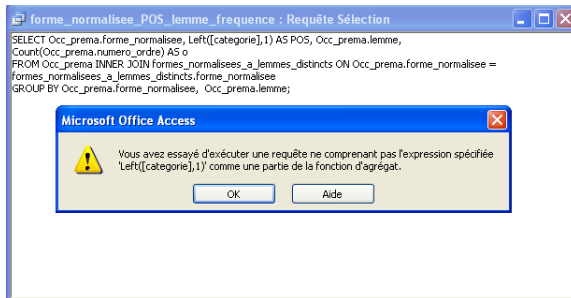 forme_normalisee_POS_lemme_frequence : Requête Sélection
SELECT Occ_prema.forme_normalisee, Left([categorie],1) AS POS, Occ_prema.lemme,
Count(Occ_prema.numero_ordre) AS o
FROM Occ_prema INNER JOIN formes_normalisees_a_lemmes_distincts ON Occ_prema.forme_normalisee =
formes_normalisees_a_lemmes_distincts.forme_normalisee
GROUP BY Occ_prema.forme_normalisee, Occ_prema.lemme;
Microsoft Office Access
Vous avez essayé d'exécuter une requête ne comprenant pas l'expression spécifiée
'Left([categorie],1)' comme une partie de la fonction d'agrégat.
OK Aide